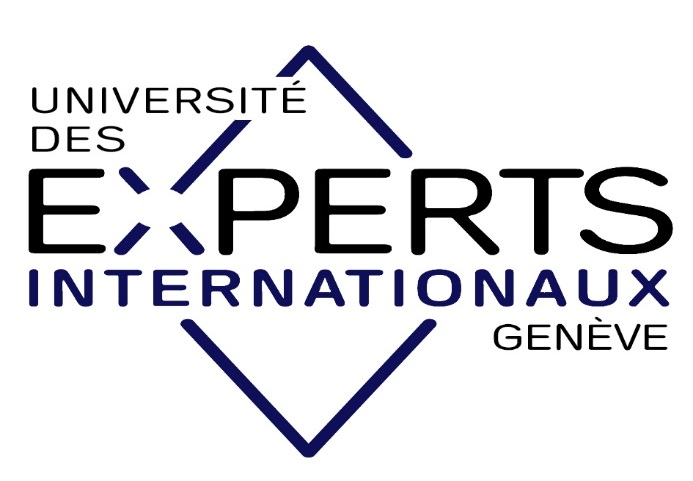 UNIVERSITÉ
DES
EXPERTS
INTERNATIONAUX
GENÈVE